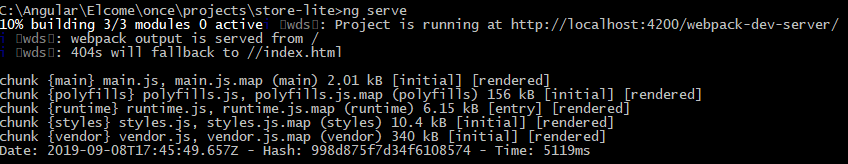 C:\Angular\Elcome\once\projects\store-lite>ng serve
10% building 3/3 modules 0 activei 「wds」: Project is running at http://localhost:4200/webpack-dev-server/
i 「wds」: webpack output is served from /
i 「wds」: 404s will fallback to //index.html
chunk {main} main.js, main.js.map (main) 2.01 kB [initial] [rendered]
chunk {polyfills} polyfills.js, polyfills.js.map (polyfills) 156 kB [initial] [rendered]
chunk {runtime} runtime.js, runtime.js.map (runtime) 6.15 kB [entry] [rendered]
chunk {styles} styles.js, styles.js.map (styles) 10.4 kB [initial] [rendered]
chunk {vendor} vendor.js, vendor.js.map (vendor) 340 kB [initial] [rendered]
Date: 2019-09-08T17:45:49.657Z - Hash: 998d875f7d34f6108574 - Time: 5119ms